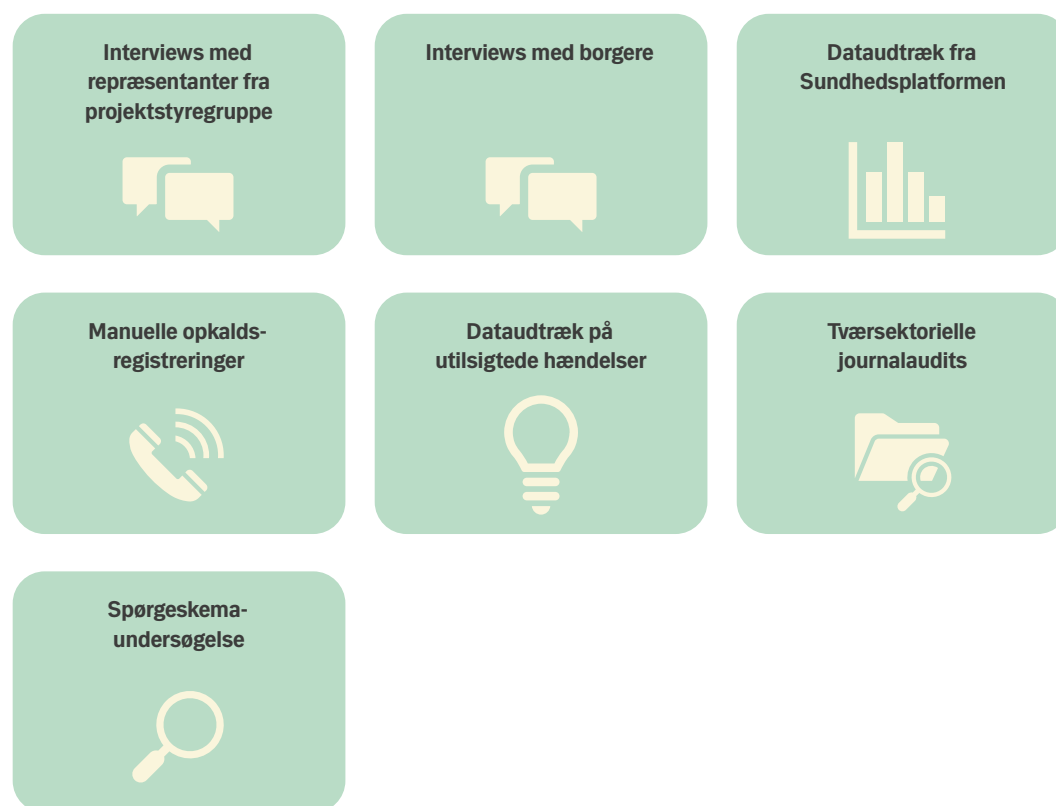 Interviews med
repræsentanter fra
projektstyregruppe
Interviews med borgere
Dataudtræk fra
Sundhedsplatformen
Manuelle opkalds-
registreringer
Dataudtræk på
utilsigtede hændelser
Tværsektorielle
journalaudits
Spørgeskema-
undersøgelse